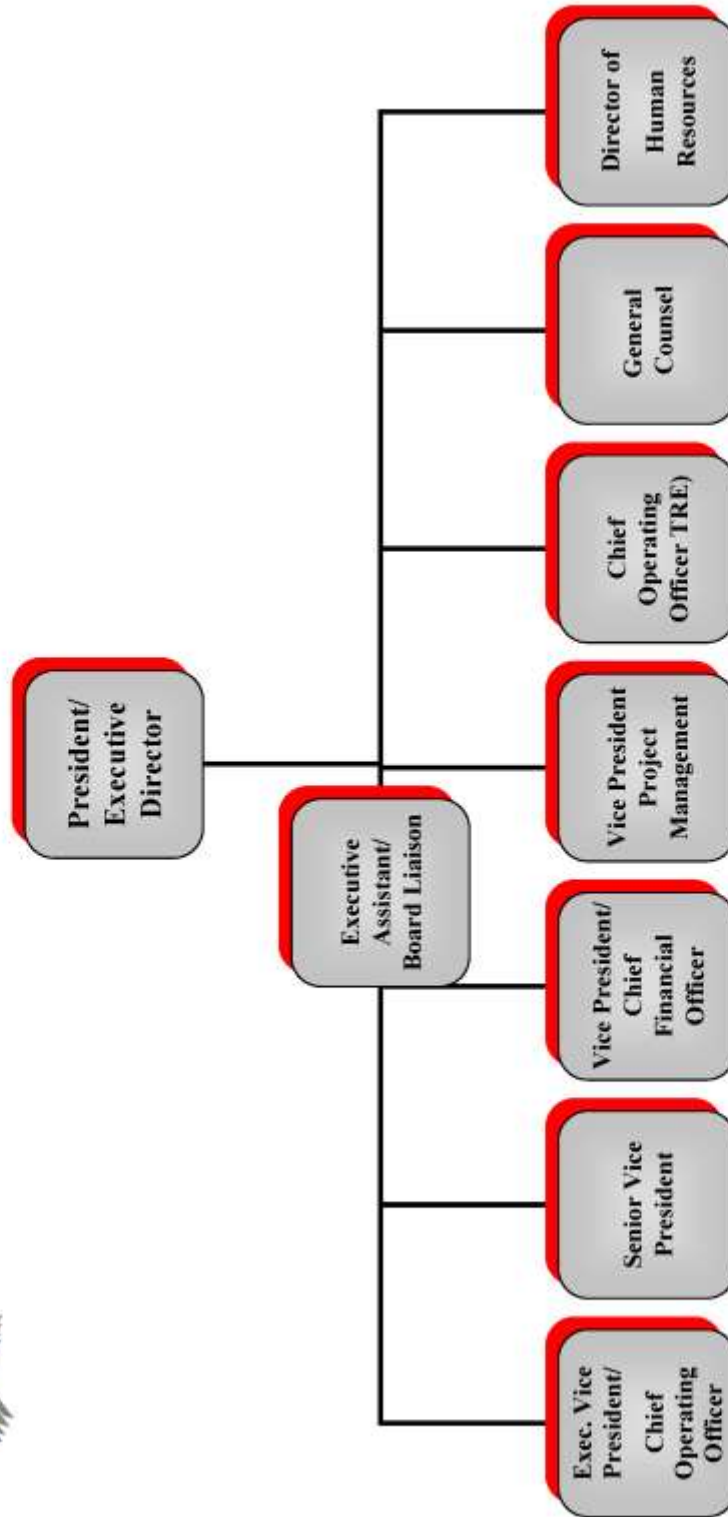 President/
Executive
Director
Executive
Assistant/
Board Liaison
Exec. Vice
President/
Chief
Operating
Officer
Senior Vice
President
Vice President/
Chief
Financial
Officer
Vice President
Project
Management
Chief
Operating
Officer TRE)
General
Counsel
Director of
Human
Resources